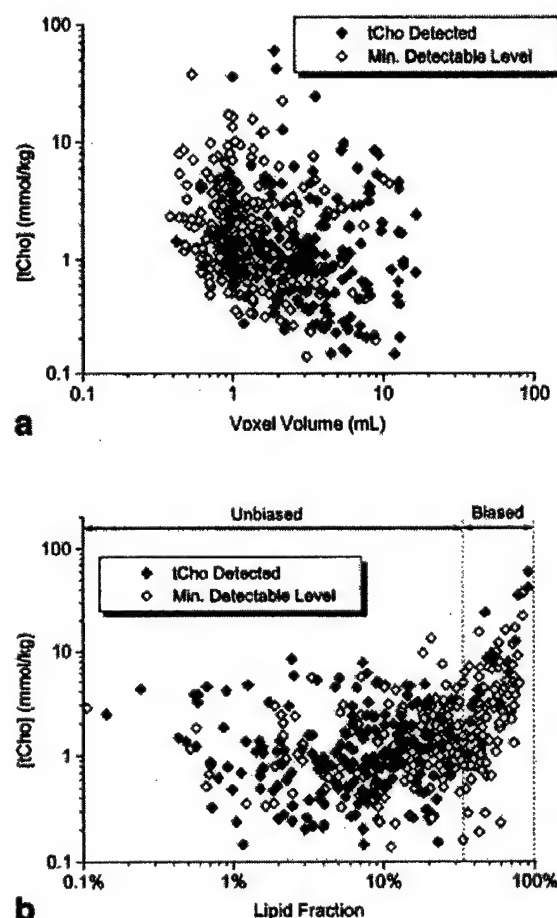 100
tCho Detected
Min. Detectable Level
10
1
0.1
[tCho] (mmol/kg)
0.1
1
10
100
Voxel Volume (mL)
a
Unbiased
Biased
100
tCho Detected
Min. Detectable Level
10
1
0.1
[tCho] (mmol/kg)
0.1%
1%
10%
100%
Lipid Fraction
b